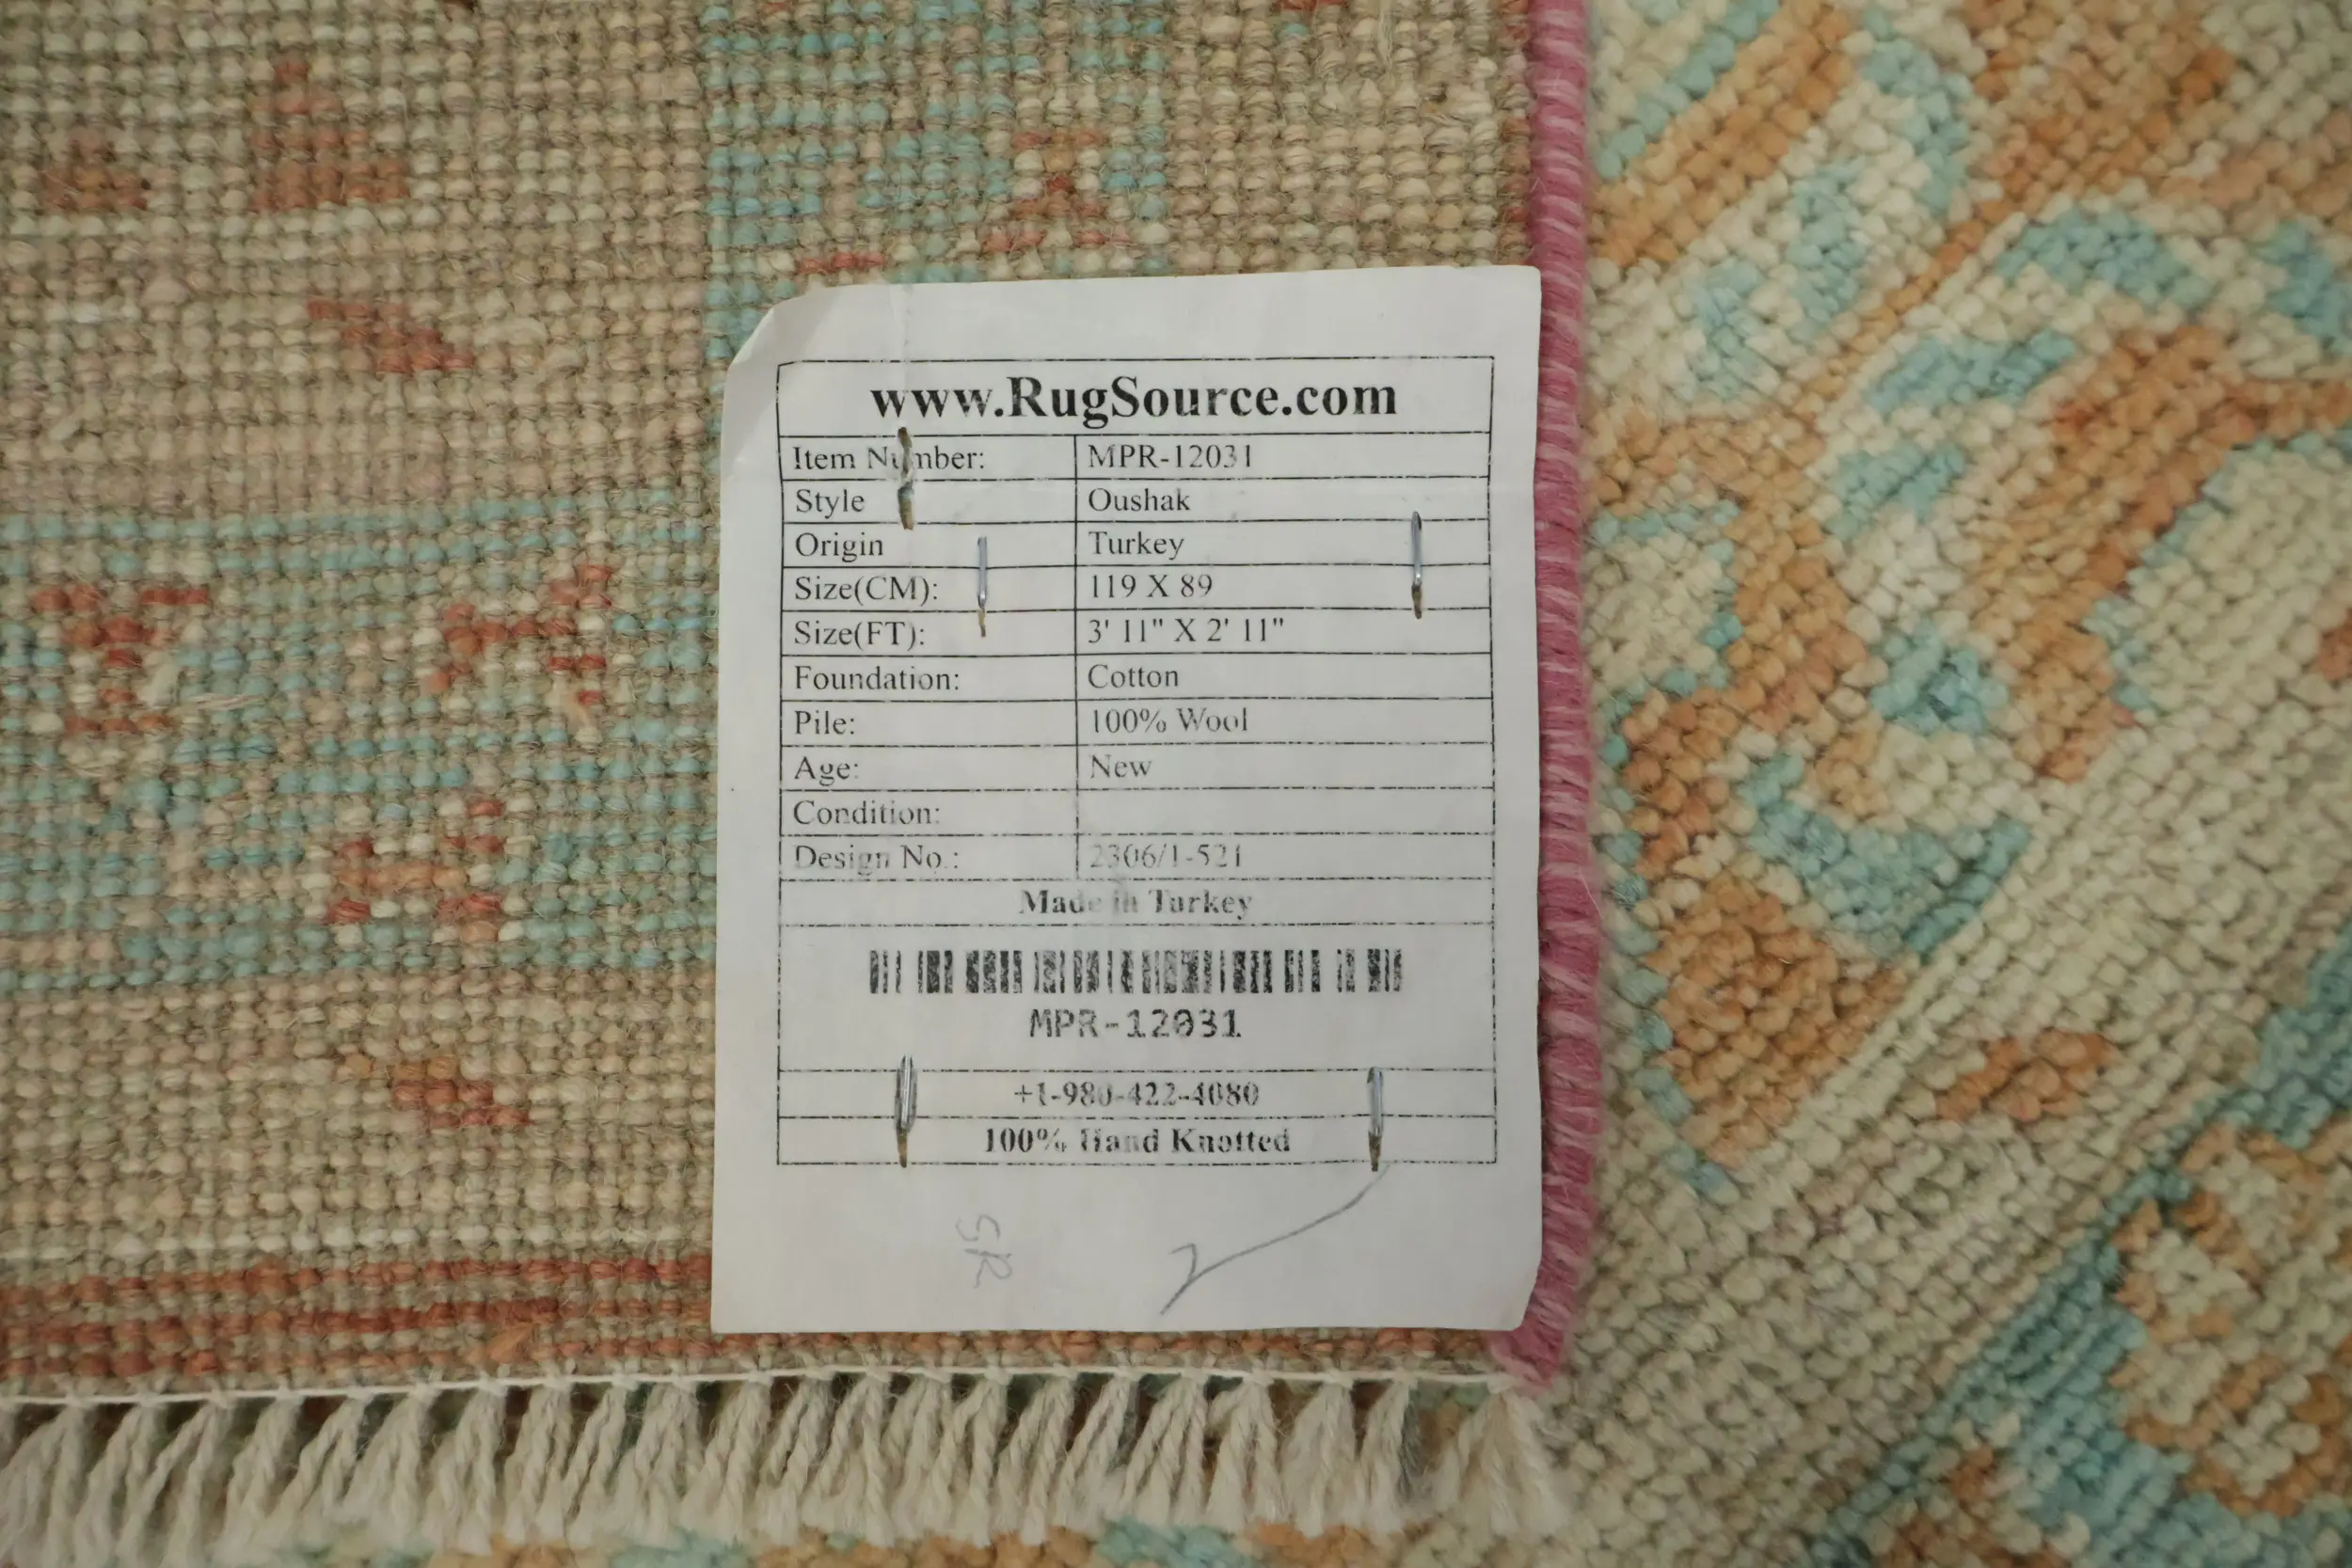 www.RugSource.com
Item Number: MPR-12031
Style Oushak
Origin Turkey
Size(CM): 119 X 89
Size(FT): 3' 11" X 2' 11"
Foundation: Cotton
Pile: 100% Wool
Age: New
Condition:
Design No.: 2306/1-521
Made in Turkey
MPR-12031
+1-980-422-4080
100% Hand Knotted